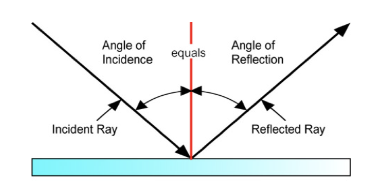 Angle of
Incidence
equals
Angle of
Reflection
Incident Ray
Reflected Ray